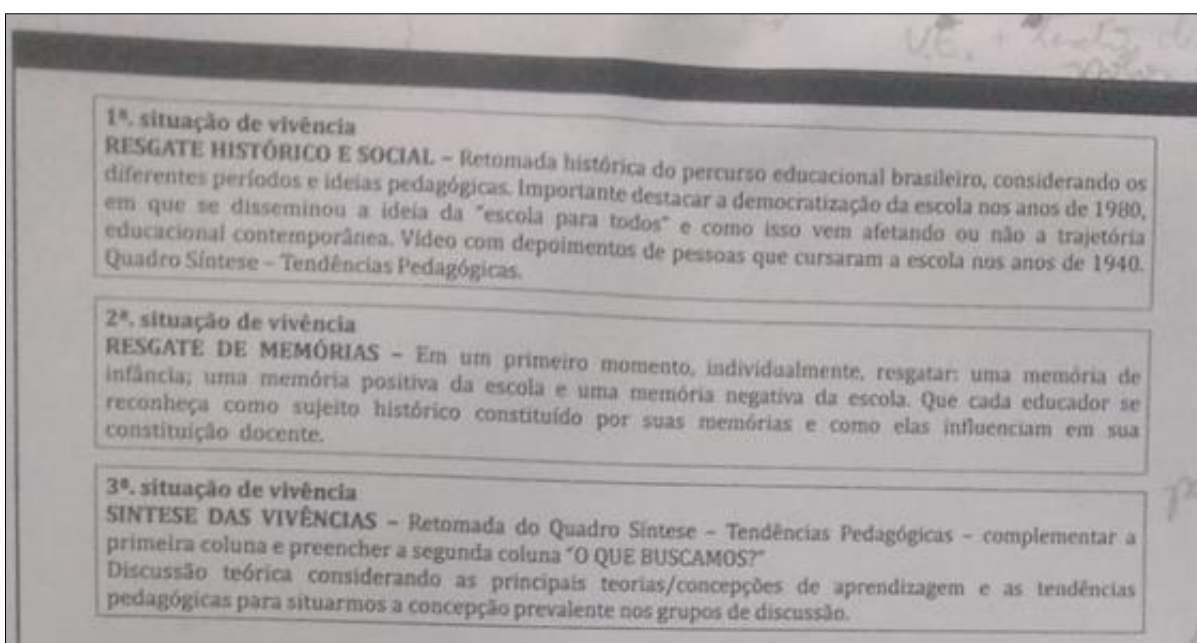 V.E. +
1ª. situação de vivência
RESGATE HISTÓRICO E SOCIAL – Retomada histórica do percurso educacional brasileiro, considerando os
diferentes períodos e ideias pedagógicas. Importante destacar a democratização da escola nos anos de 1980,
em que se disseminou a ideia da "escola para todos" e como isso vem afetando ou não a trajetória
educacional contemporânea. Vídeo com depoimentos de pessoas que cursaram a escola nos anos de 1940.
Quadro Síntese – Tendências Pedagógicas.
2ª. situação de vivência
RESGATE DE MEMÓRIAS – Em um primeiro momento, individualmente, resgatar: uma memória de
infância; uma memória positiva da escola e uma memória negativa da escola. Que cada educador se
reconheça como sujeito histórico constituído por suas memórias e como elas influenciam em sua
constituição docente.
3ª. situação de vivência
SINTESE DAS VIVÊNCIAS – Retomada do Quadro Síntese – Tendências Pedagógicas – complementar a
primeira coluna e preencher a segunda coluna "O QUE BUSCAMOS?"
Discussão teórica considerando as principais teorias/concepções de aprendizagem e as tendências
pedagógicas para situarmos a concepção prevalente nos grupos de discussão.